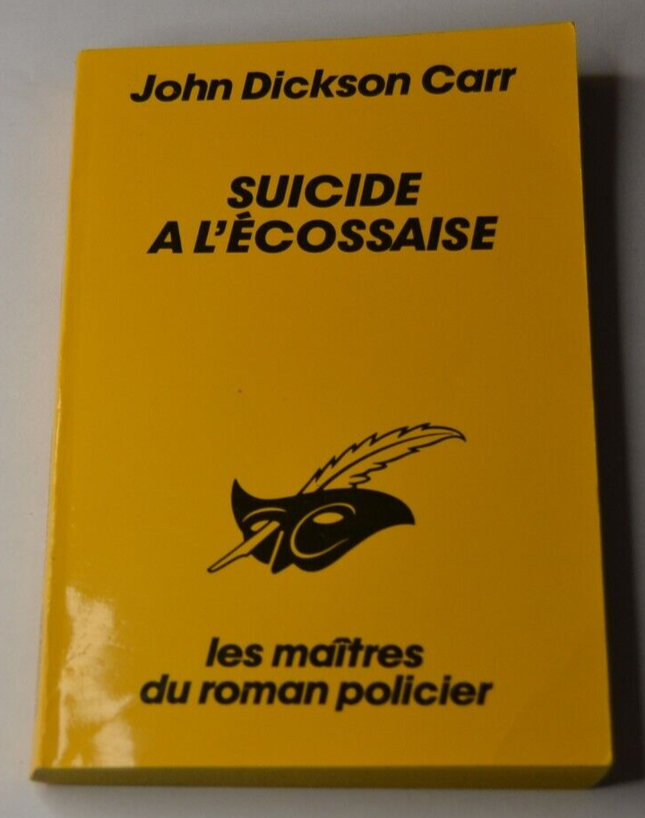 John Dickson Carr
SUICIDE
A L'ÉCOSSAISE
les maîtres
du roman policier